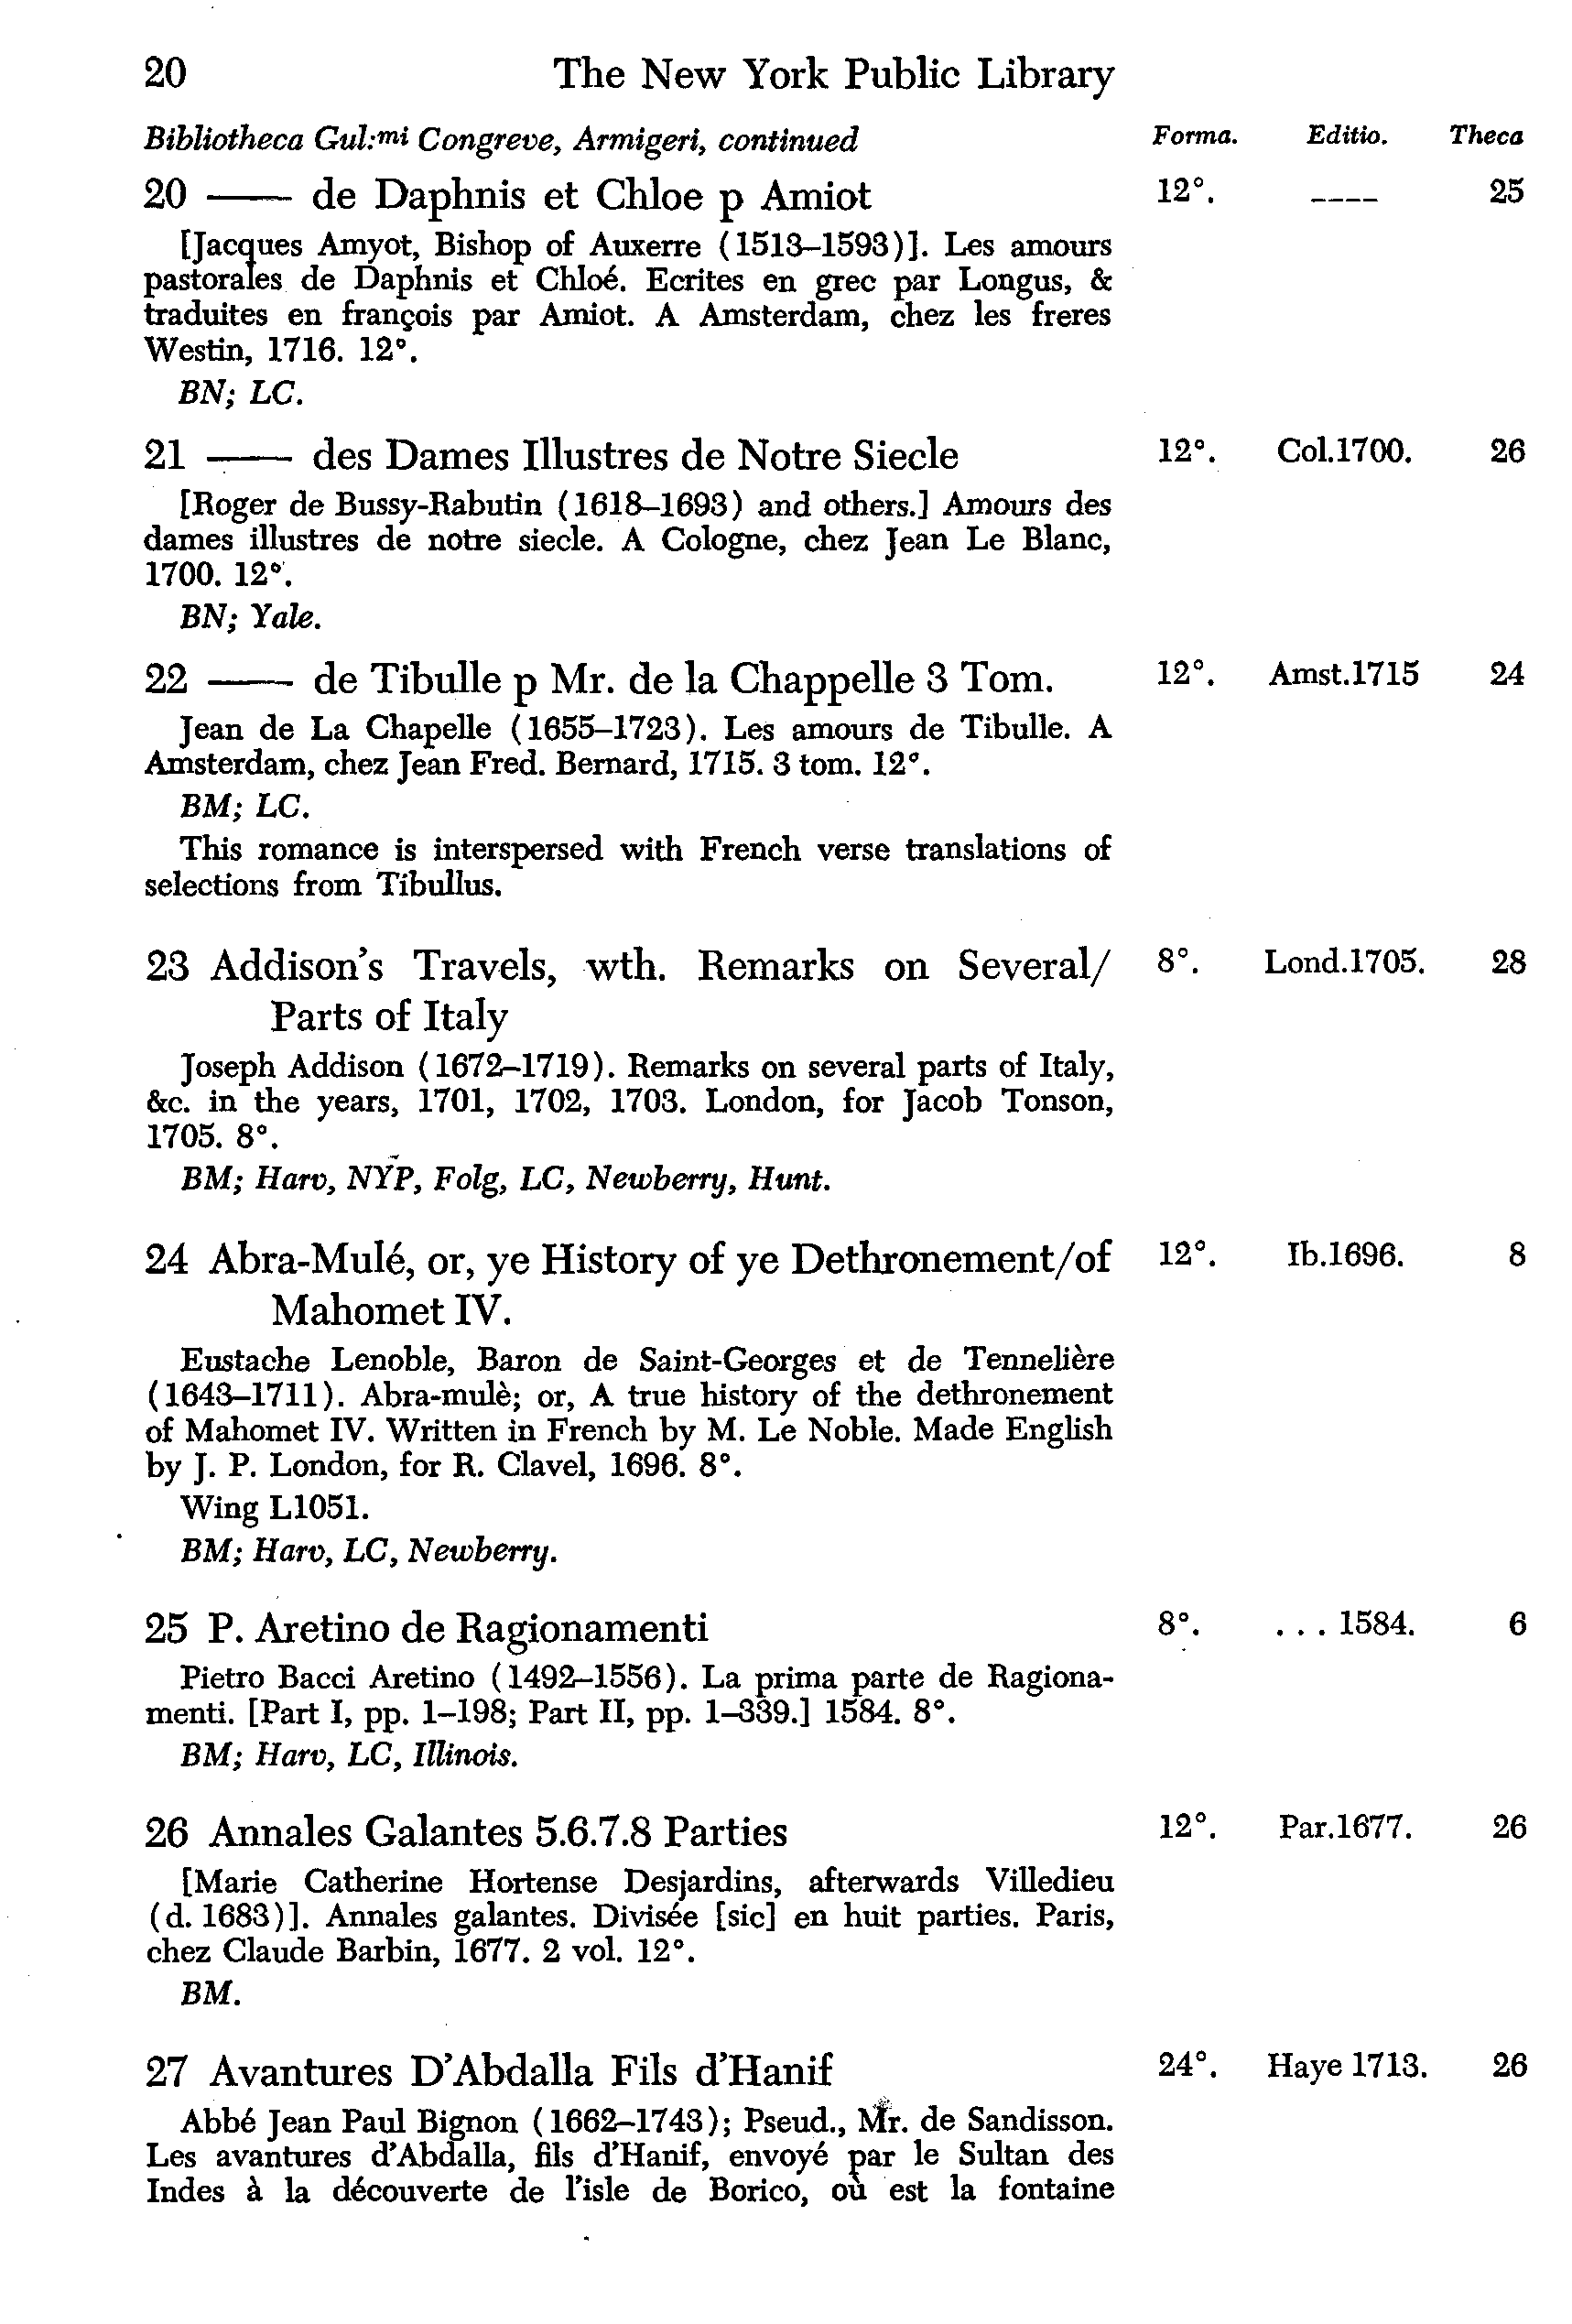 20 The New York Public Library
Bibliotheca Gul:mi Congreve, Armigeri, continued Forma. Editio. Theca
20 —— de Daphnis et Chloe p Amiot 12°. ---- 25
[Jacques Amyot, Bishop of Auxerre (1513–1593)]. Les amours
pastorales de Daphnis et Chloé. Ecrites en grec par Longus, &
traduites en françois par Amiot. A Amsterdam, chez les freres
Westin, 1716. 12°.
BN; LC.
21 —— des Dames Illustres de Notre Siecle 12°. Col.1700. 26
[Roger de Bussy-Rabutin (1618–1693) and others.] Amours des
dames illustres de notre siecle. A Cologne, chez Jean Le Blanc,
1700. 12°.
BN; Yale.
22 —— de Tibulle p Mr. de la Chappelle 3 Tom. 12°. Amst.1715 24
Jean de La Chapelle (1655–1723). Les amours de Tibulle. A
Amsterdam, chez Jean Fred. Bernard, 1715. 3 tom. 12°.
BM; LC.
This romance is interspersed with French verse translations of
selections from Tibullus.
23 Addison's Travels, wth. Remarks on Several/ 8°. Lond.1705. 28
Parts of Italy
Joseph Addison (1672–1719). Remarks on several parts of Italy,
&c. in the years, 1701, 1702, 1703. London, for Jacob Tonson,
1705. 8°.
BM; Harv, NYP, Folg, LC, Newberry, Hunt.
24 Abra-Mulé, or, ye History of ye Dethronement/of 12°. Ib.1696. 8
Mahomet IV.
Eustache Lenoble, Baron de Saint-Georges et de Tennelière
(1643–1711). Abra-mulè; or, A true history of the dethronement
of Mahomet IV. Written in French by M. Le Noble. Made English
by J. P. London, for R. Clavel, 1696. 8°.
Wing L1051.
BM; Harv, LC, Newberry.
25 P. Aretino de Ragionamenti 8°. . . . 1584. 6
Pietro Bacci Aretino (1492–1556). La prima parte de Ragiona-
menti. [Part I, pp. 1–198; Part II, pp. 1–339.] 1584. 8°.
BM; Harv, LC, Illinois.
26 Annales Galantes 5.6.7.8 Parties 12°. Par.1677. 26
[Marie Catherine Hortense Desjardins, afterwards Villedieu
(d. 1683)]. Annales galantes. Divisée [sic] en huit parties. Paris,
chez Claude Barbin, 1677. 2 vol. 12°.
BM.
27 Avantures D'Abdalla Fils d'Hanif 24°. Haye 1713. 26
Abbé Jean Paul Bignon (1662–1743); Pseud., Mr. de Sandisson.
Les avantures d'Abdalla, fils d'Hanif, envoyé par le Sultan des
Indes à la découverte de l'isle de Borico, où est la fontaine